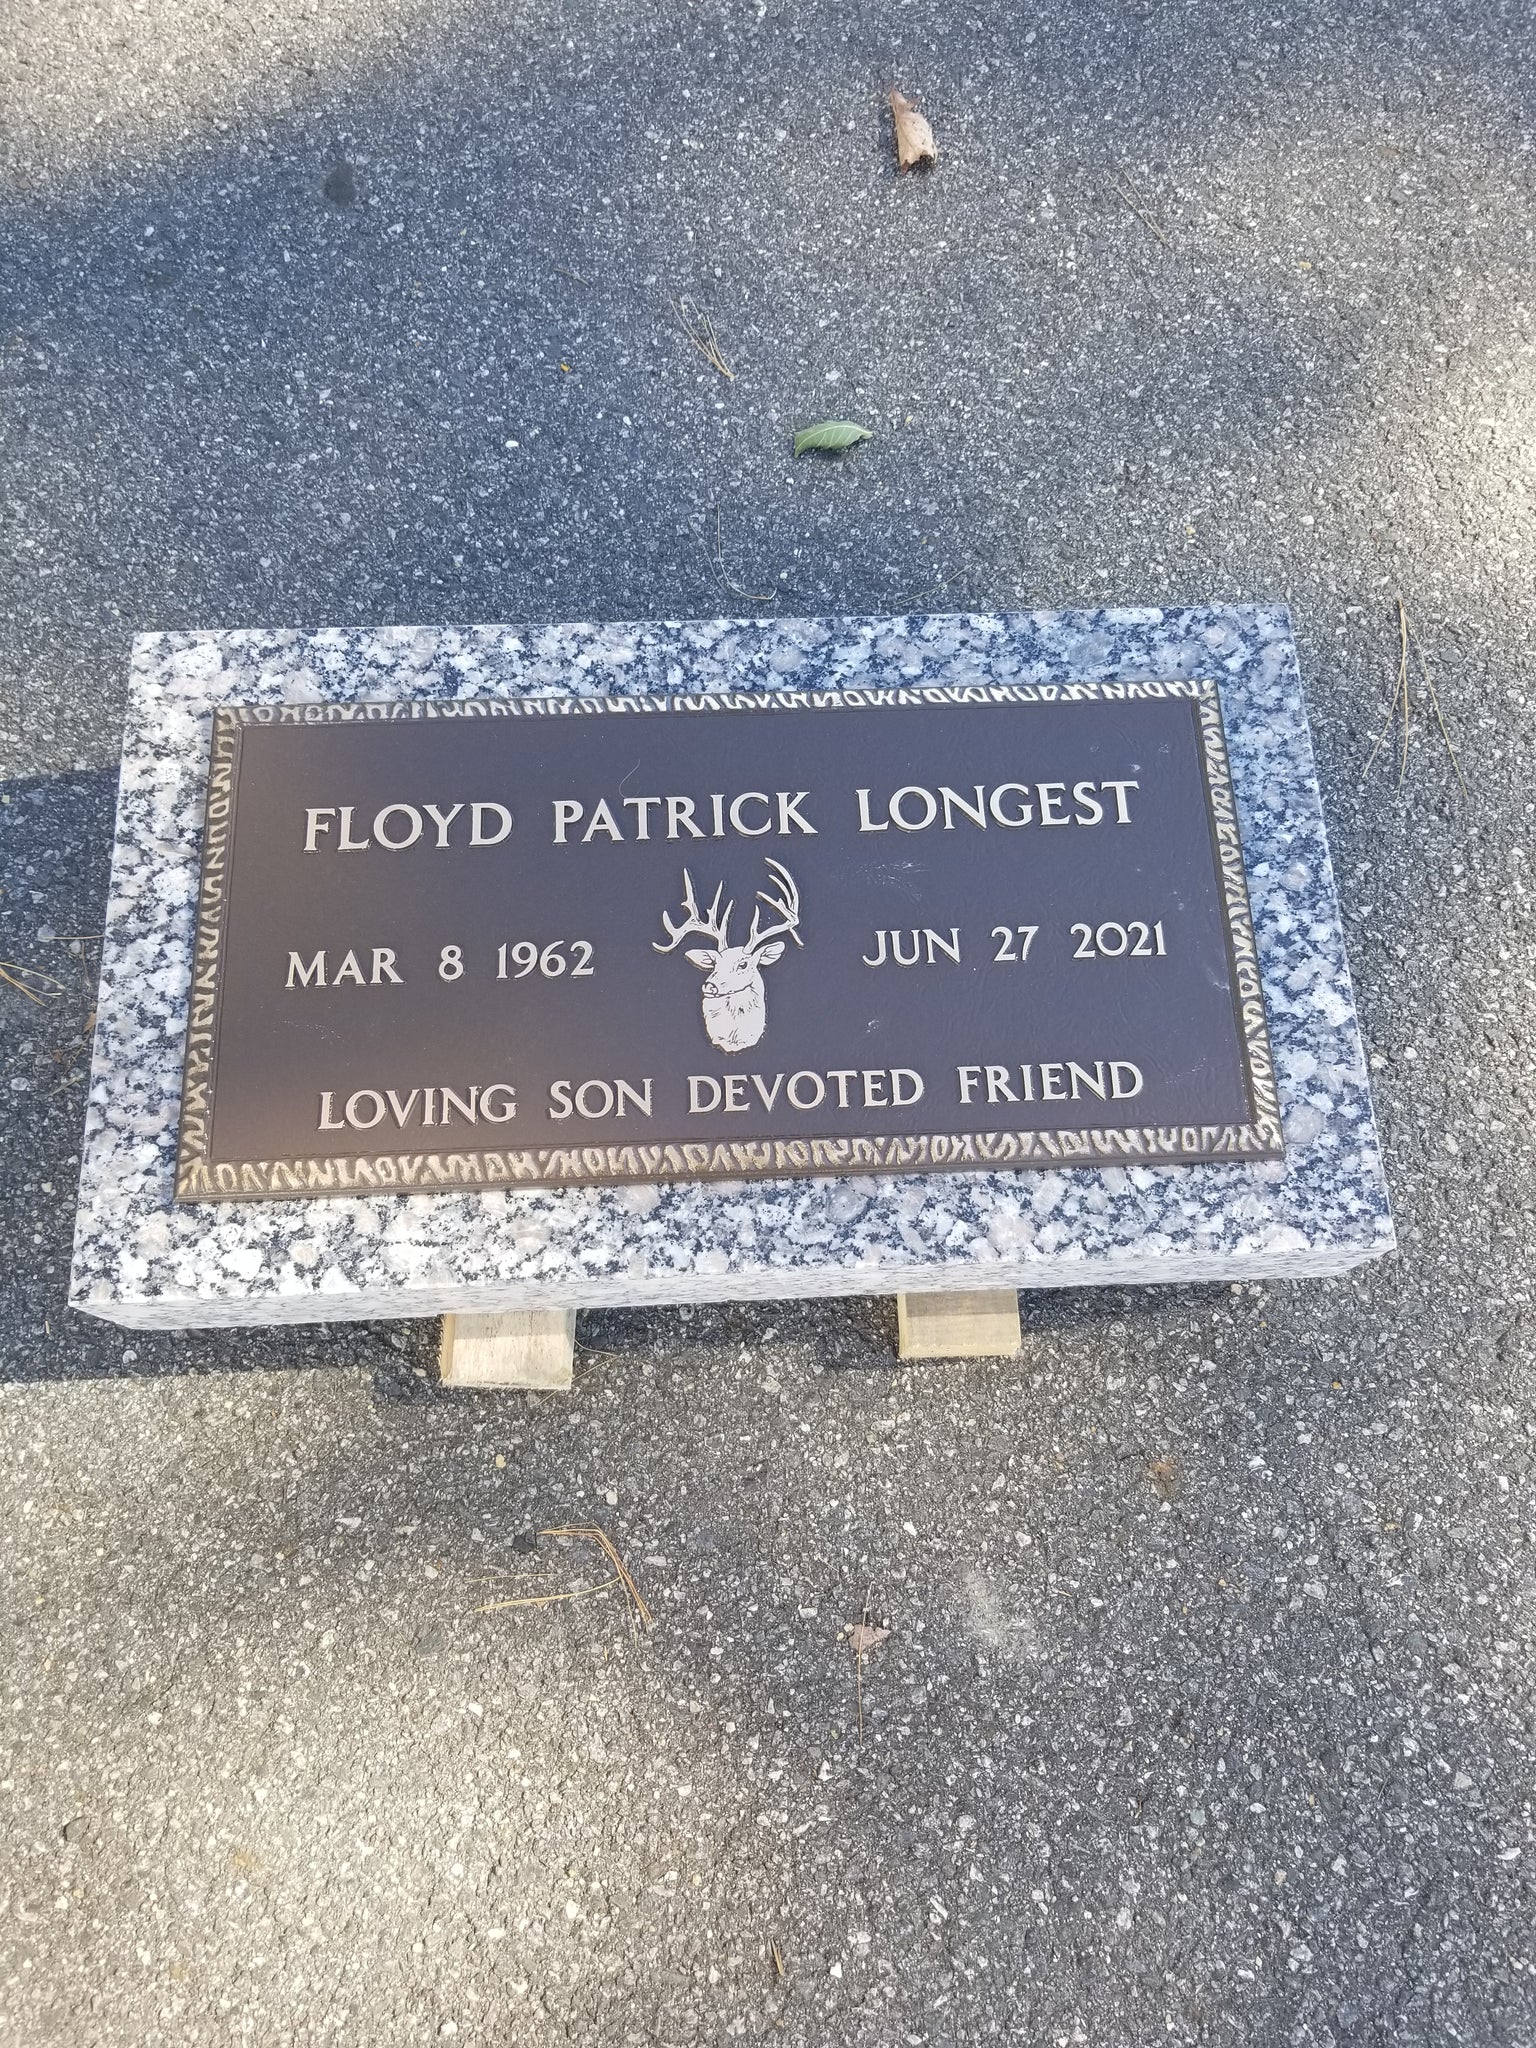 FLOYD PATRICK LONGEST
MAR 8 1962 JUN 27 2021
LOVING SON DEVOTED FRIEND